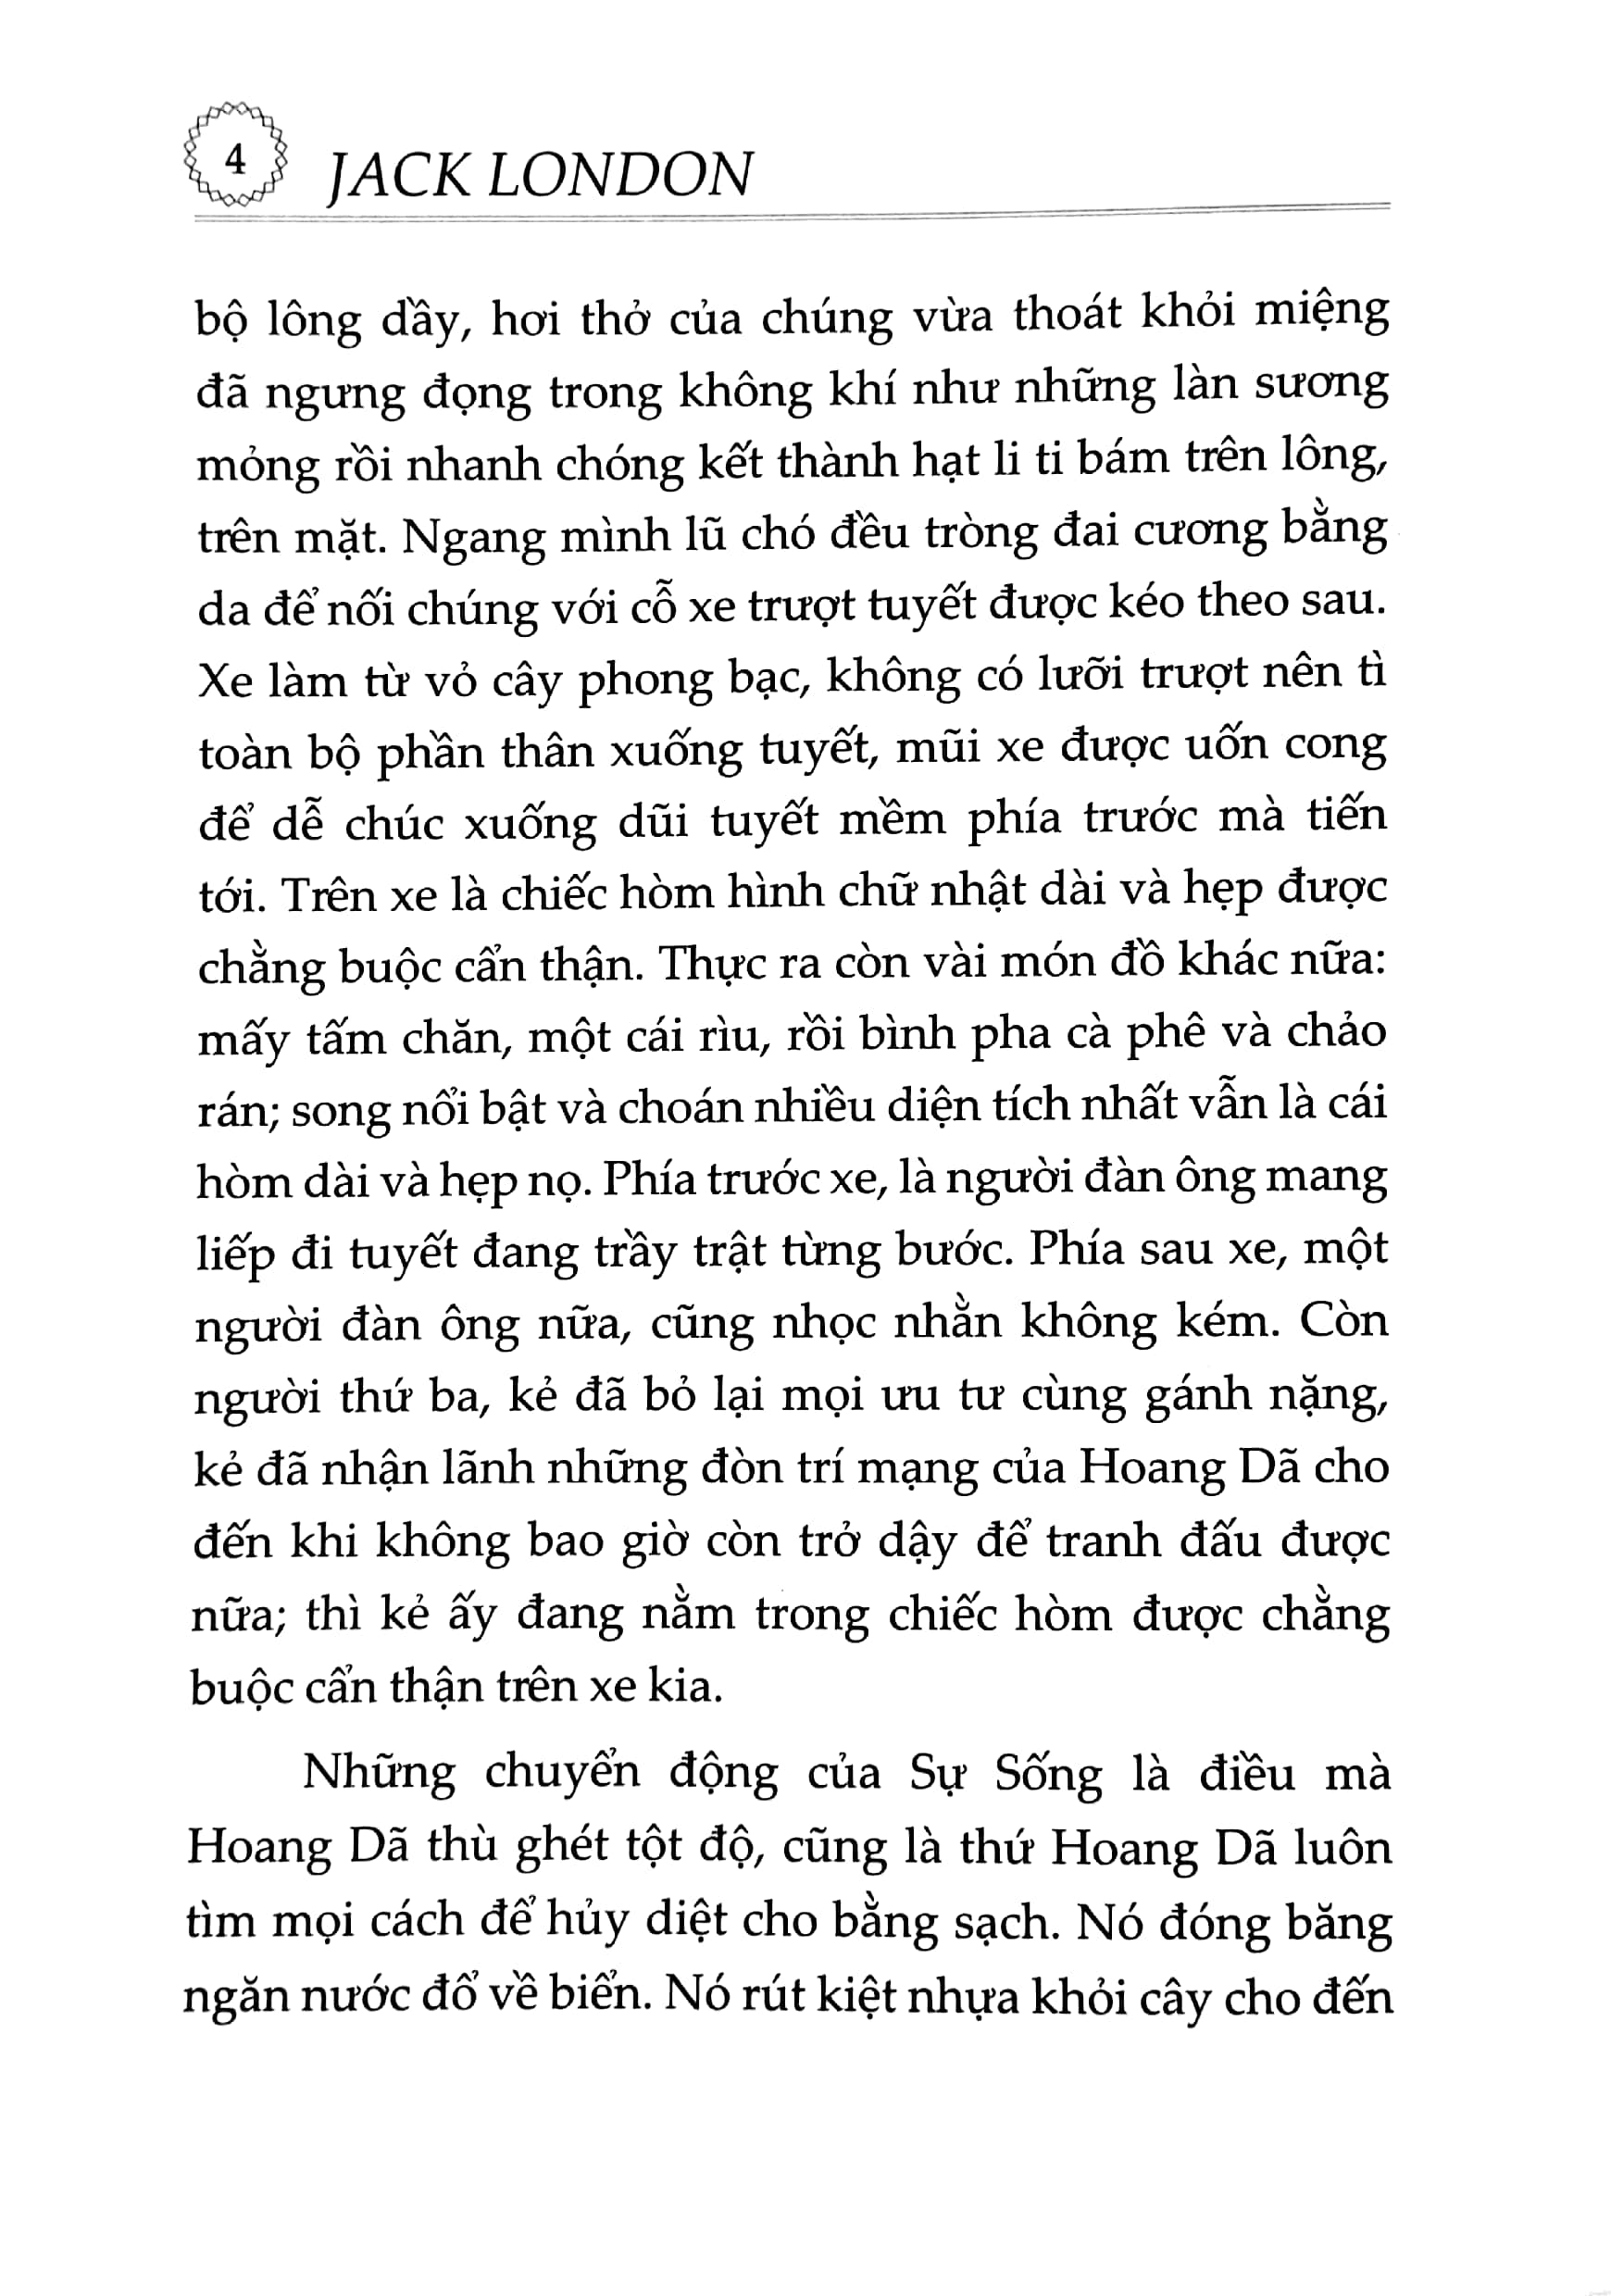 4
JACK LONDON
bộ lông dầy, hơi thở của chúng vừa thoát khỏi miệng
đã ngưng đọng trong không khí như những làn sương
mỏng rồi nhanh chóng kết thành hạt li ti bám trên lông,
trên mặt. Ngang mình lũ chó đều tròng đai cương bằng
da để nối chúng với cỗ xe trượt tuyết được kéo theo sau.
Xe làm từ vỏ cây phong bạc, không có lưỡi trượt nên tì
toàn bộ phần thân xuống tuyết, mũi xe được uốn cong
để dễ chúc xuống dũi tuyết mềm phía trước mà tiến
tới. Trên xe là chiếc hòm hình chữ nhật dài và hẹp được
chằng buộc cẩn thận. Thực ra còn vài món đồ khác nữa:
mấy tấm chăn, một cái rìu, rồi bình pha cà phê và chảo
rán; song nổi bật và choán nhiều diện tích nhất vẫn là cái
hòm dài và hẹp nọ. Phía trước xe, là người đàn ông mang
liếp đi tuyết đang trầy trật từng bước. Phía sau xe, một
người đàn ông nữa, cũng nhọc nhằn không kém. Còn
người thứ ba, kẻ đã bỏ lại mọi ưu tư cùng gánh nặng,
kẻ đã nhận lãnh những đòn trí mạng của Hoang Dã cho
đến khi không bao giờ còn trở dậy để tranh đấu được
nữa; thì kẻ ấy đang nằm trong chiếc hòm được chằng
buộc cẩn thận trên xe kia.
Những chuyển động của Sự Sống là điều mà
Hoang Dã thù ghét tột độ, cũng là thứ Hoang Dã luôn
tìm mọi cách để hủy diệt cho bằng sạch. Nó đóng băng
ngăn nước đổ về biển. Nó rút kiệt nhựa khỏi cây cho đến